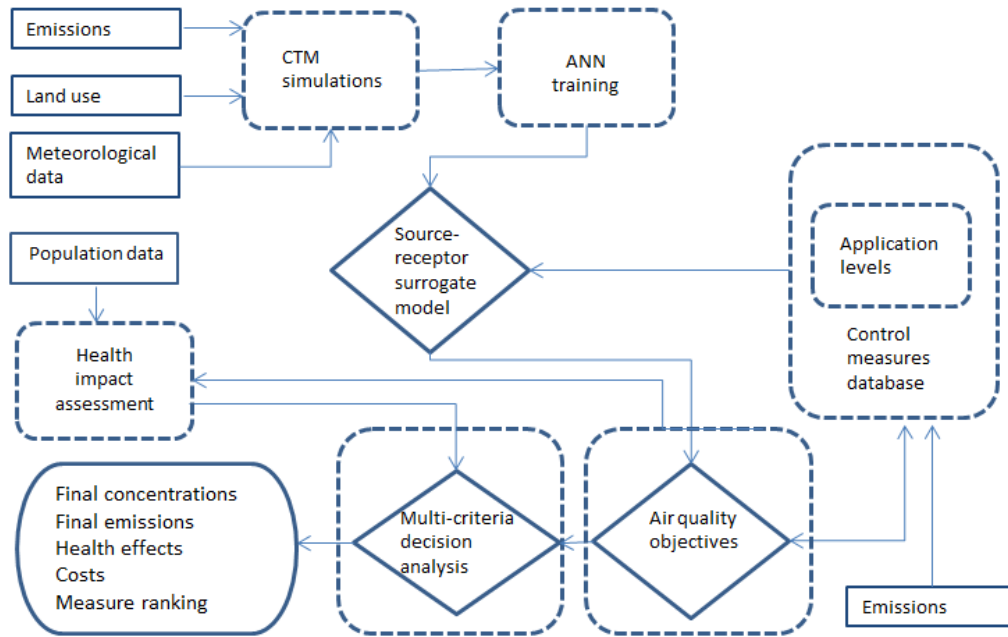 Emissions
Land use
Meteorological
data
CTM
simulations
ANN
training
Population data
Source-
receptor
surrogate
model
Application
levels
Control
measures
database
Health
impact
assessment
Final concentrations
Final emissions
Health effects
Costs
Measure ranking
Multi-criteria
decision
analysis
Air quality
objectives
Emissions